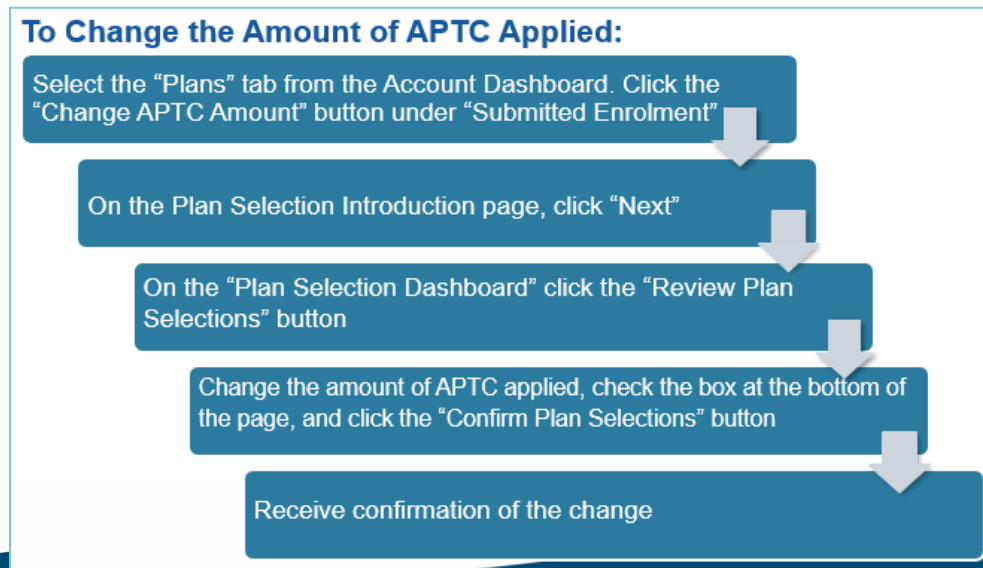 To Change the Amount of APTC Applied:
Select the “Plans” tab from the Account Dashboard. Click the
“Change APTC Amount” button under “Submitted Enrolment”
On the Plan Selection Introduction page, click “Next”
On the “Plan Selection Dashboard” click the “Review Plan
Selections” button
Change the amount of APTC applied, check the box at the bottom of
the page, and click the “Confirm Plan Selections” button
Receive confirmation of the change